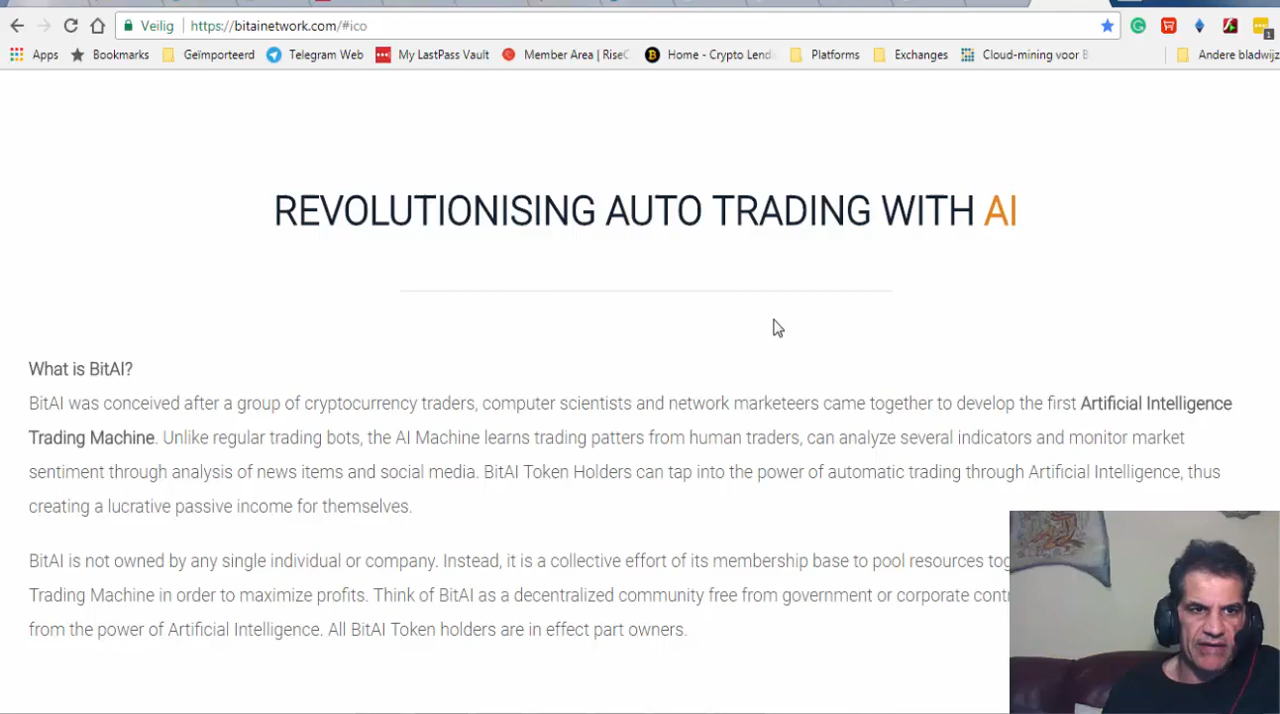 Veilig https://bitainetwork.com/#ico
Apps Bookmarks Geïmporteerd Telegram Web My LastPass Vault Member Area | RiseC Home - Crypto Lendi Platforms Exchanges Cloud-mining voor B Andere bladwijz
1
REVOLUTIONISING AUTO TRADING WITH AI
What is BitAI?
BitAI was conceived after a group of cryptocurrency traders, computer scientists and network marketeers came together to develop the first Artificial Intelligence
Trading Machine. Unlike regular trading bots, the AI Machine learns trading patters from human traders, can analyze several indicators and monitor market
sentiment through analysis of news items and social media. BitAI Token Holders can tap into the power of automatic trading through Artificial Intelligence, thus
creating a lucrative passive income for themselves.
BitAI is not owned by any single individual or company. Instead, it is a collective effort of its membership base to pool resources tog
Trading Machine in order to maximize profits. Think of BitAI as a decentralized community free from government or corporate cont
from the power of Artificial Intelligence. All BitAI Token holders are in effect part owners.